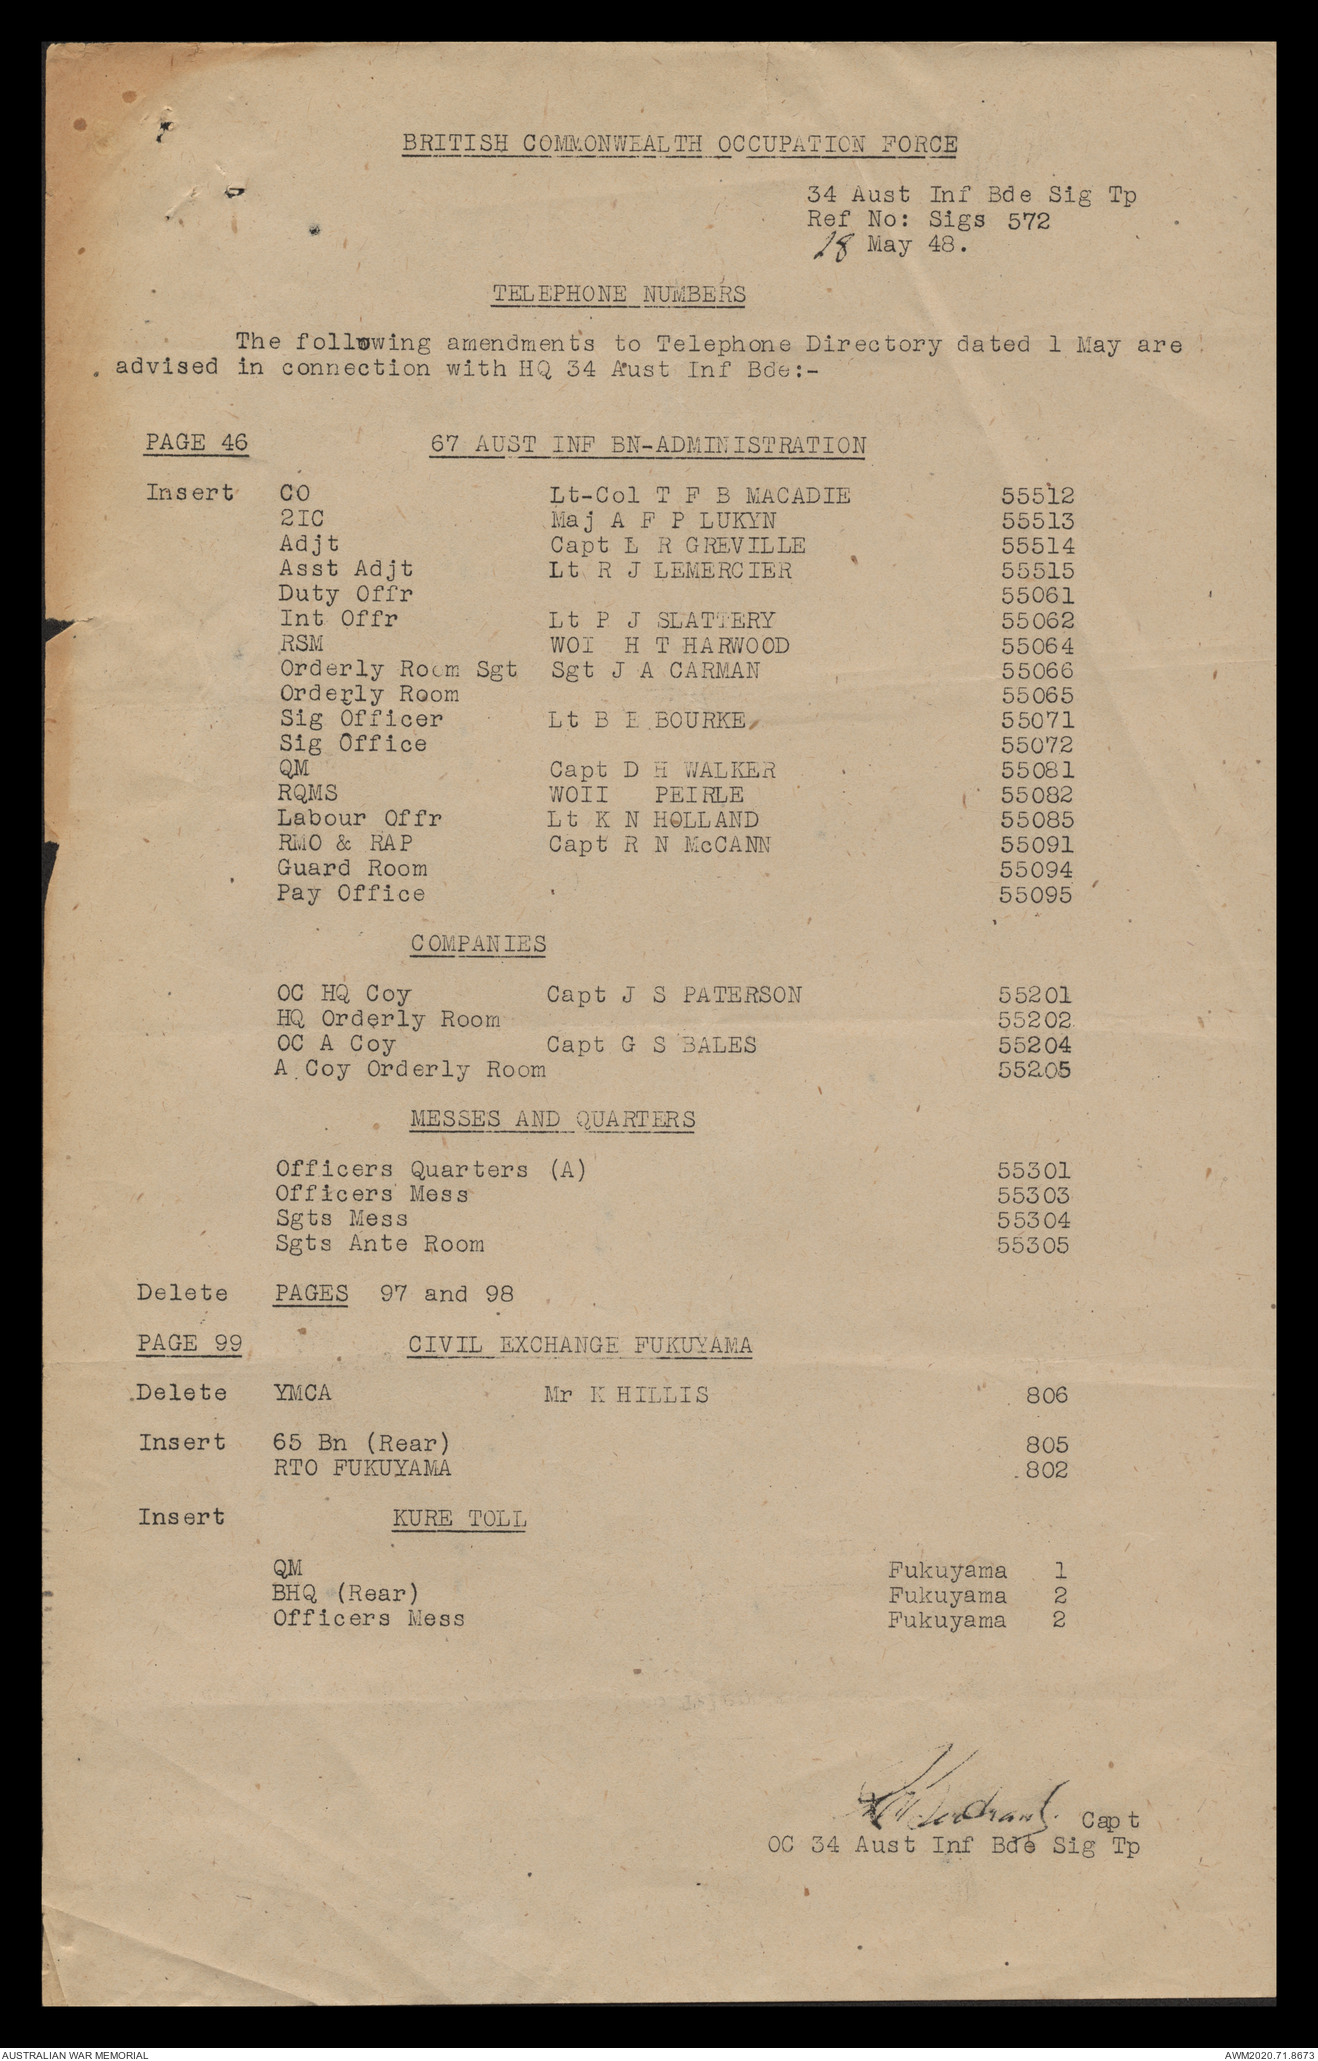 BRITISH COMMONWEALTH OCCUPATION FORCE
34 Aust Inf Bde Sig Tp
Ref No: Sigs 572
18 May 48.
TELEPHONE NUMBERS
The following amendments to Telephone Directory dated 1 May are
advised in connection with HQ 34 Aust Inf Bde:-
PAGE 46 67 AUST INF BN-ADMINISTRATION
Insert CO Lt-Col T F B MACADIE 55512
2IC Maj A F P LUKYN 55513
Adjt Capt L R GREVILLE 55514
Asst Adjt Lt R J LEMERCIER 55515
Duty Offr 55061
Int Offr Lt P J SLATTERY 55062
RSM WOI H T HARWOOD 55064
Orderly Room Sgt Sgt J A CARMAN 55066
Orderly Room 55065
Sig Officer Lt B E BOURKE 55071
Sig Office 55072
QM Capt D H WALKER 55081
RQMS WOII PEIRLE 55082
Labour Offr Lt K N HOLLAND 55085
RMO & RAP Capt R N McCANN 55091
Guard Room 55094
Pay Office 55095
COMPANIES
OC HQ Coy Capt J S PATERSON 55201
HQ Orderly Room 55202
OC A Coy Capt G S BALES 55204
A Coy Orderly Room 55205
MESSES AND QUARTERS
Officers Quarters (A) 55301
Officers Mess 55303
Sgts Mess 55304
Sgts Ante Room 55305
Delete PAGES 97 and 98
PAGE 99 CIVIL EXCHANGE FUKUYAMA
Delete YMCA Mr K HILLIS 806
Insert 65 Bn (Rear) 805
RTO FUKUYAMA 802
Insert KURE TOLL
QM Fukuyama 1
BHQ (Rear) Fukuyama 2
Officers Mess Fukuyama 2
Capt
OC 34 Aust Inf Bde Sig Tp
AUSTRALIAN WAR MEMORIAL AWM2020.71.8673